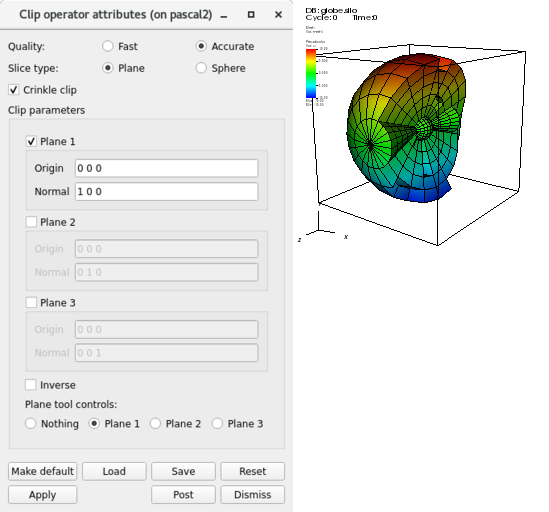 Clip operator attributes (on pascal2)
Quality: Fast Accurate
Slice type: Plane Sphere
Crinkle clip
Clip parameters
Plane 1
Origin 0 0 0
Normal 1 0 0
Plane 2
Origin 0 0 0
Normal 0 1 0
Plane 3
Origin 0 0 0
Normal 0 0 1
Inverse
Plane tool controls:
Nothing Plane 1 Plane 2 Plane 3
Make default Load Save Reset
Apply Post Dismiss
DB: globe.silo
Cycle: 0 Time:0
z x